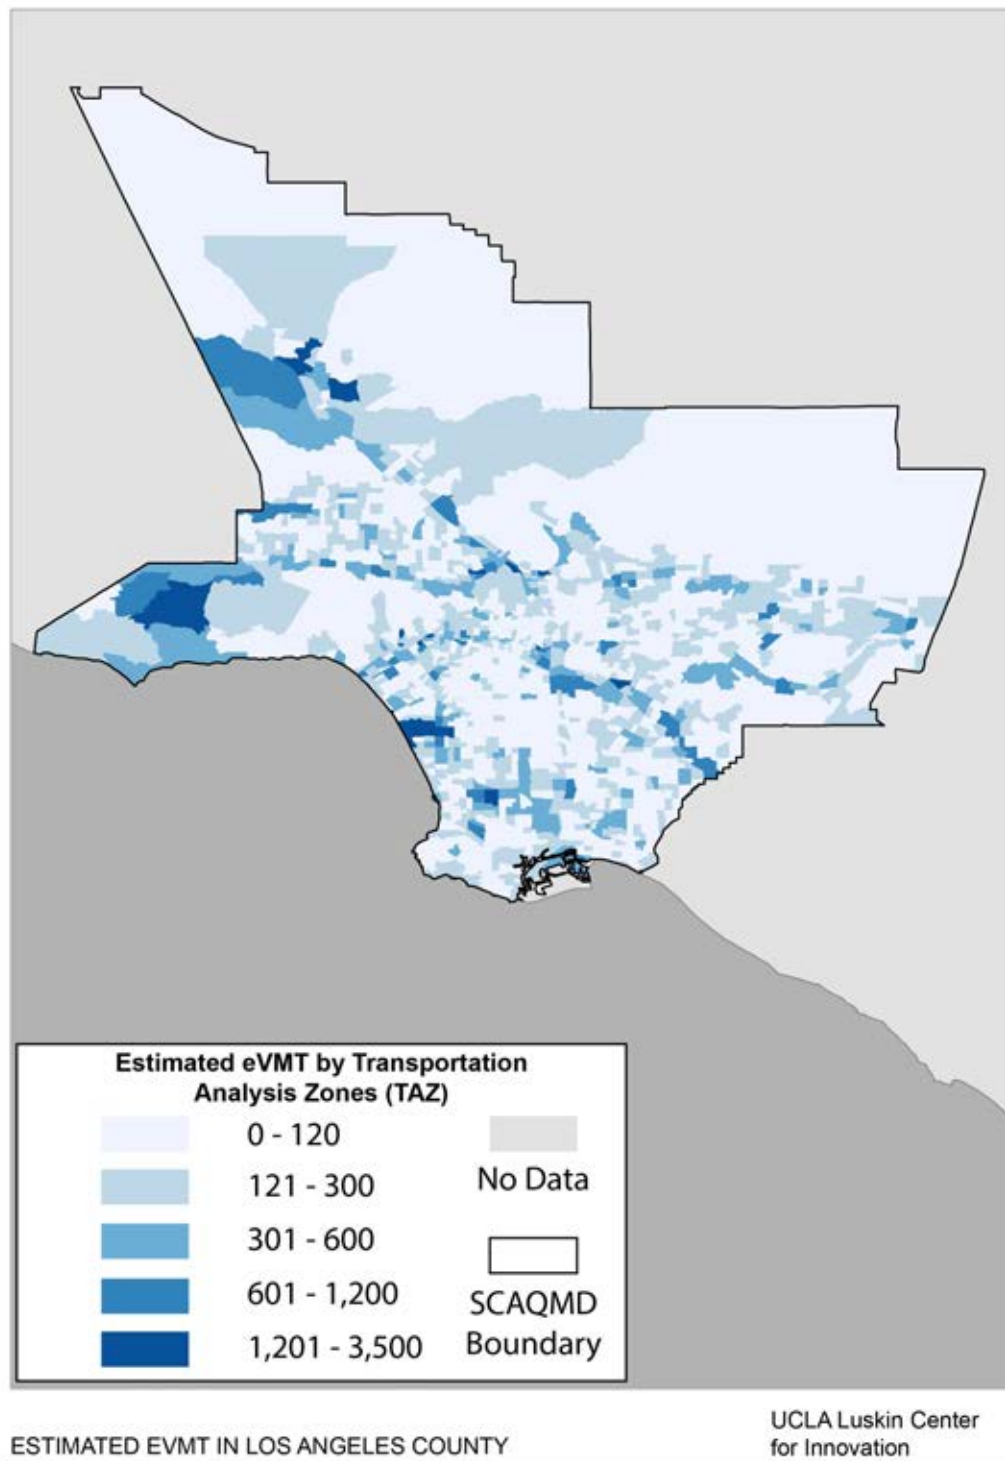 Estimated eVMT by Transportation
Analysis Zones (TAZ)
0 - 120
121 - 300
301 - 600
601 - 1,200
1,201 - 3,500
No Data
SCAQMD
Boundary
ESTIMATED EVMT IN LOS ANGELES COUNTY
UCLA Luskin Center
for Innovation